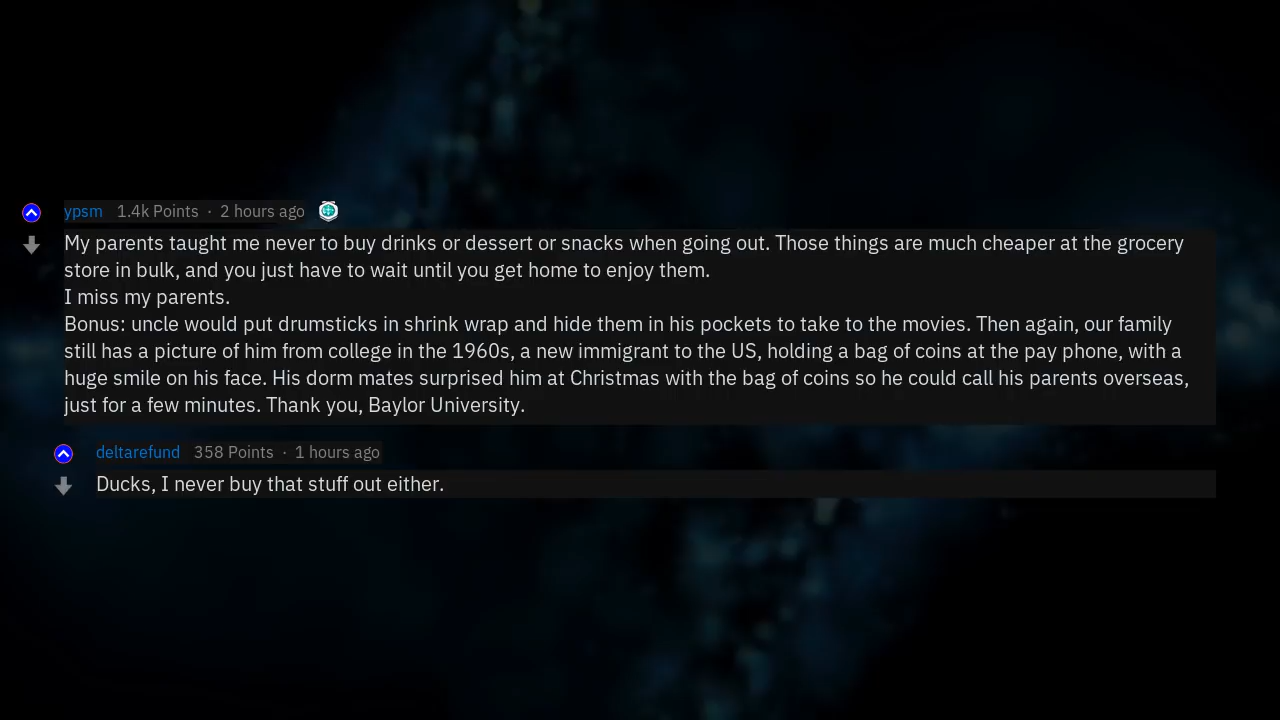 ypsm 1.4k Points · 2 hours ago
My parents taught me never to buy drinks or dessert or snacks when going out. Those things are much cheaper at the grocery
store in bulk, and you just have to wait until you get home to enjoy them.
I miss my parents.
Bonus: uncle would put drumsticks in shrink wrap and hide them in his pockets to take to the movies. Then again, our family
still has a picture of him from college in the 1960s, a new immigrant to the US, holding a bag of coins at the pay phone, with a
huge smile on his face. His dorm mates surprised him at Christmas with the bag of coins so he could call his parents overseas,
just for a few minutes. Thank you, Baylor University.
deltarefund 358 Points · 1 hours ago
Ducks, I never buy that stuff out either.